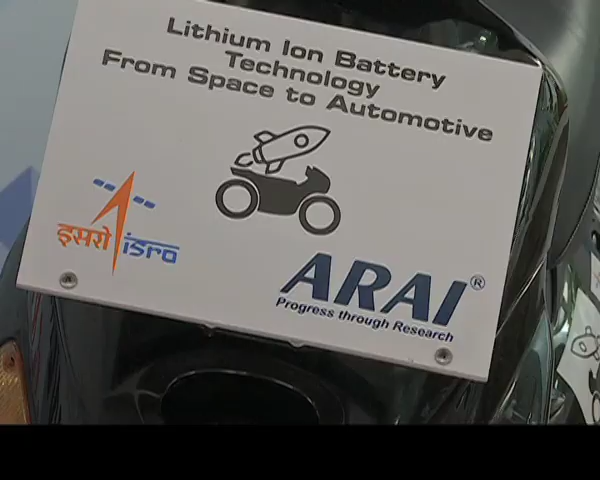 Lithium Ion Battery
Technology
From Space to Automotive
इसरो isro
ARAI®
Progress through Research